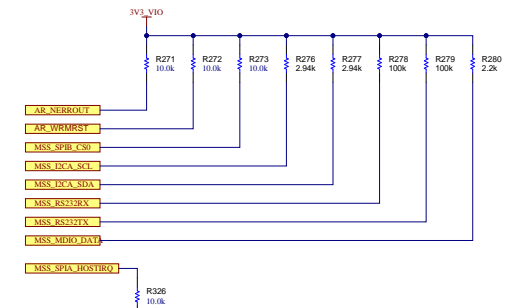 3V3_VIO
R271 R272 R273 R276 R277 R278 R279 R280
10.0k 10.0k 10.0k 2.94k 2.94k 100k 100k 2.2k
AR_NERROUT
AR_WRMRST
MSS_SPIB_CS0
MSS_I2CA_SCL
MSS_I2CA_SDA
MSS_RS232RX
MSS_RS232TX
MSS_MDIO_DATA
MSS_SPIA_HOSTIRQ
R326
10.0k